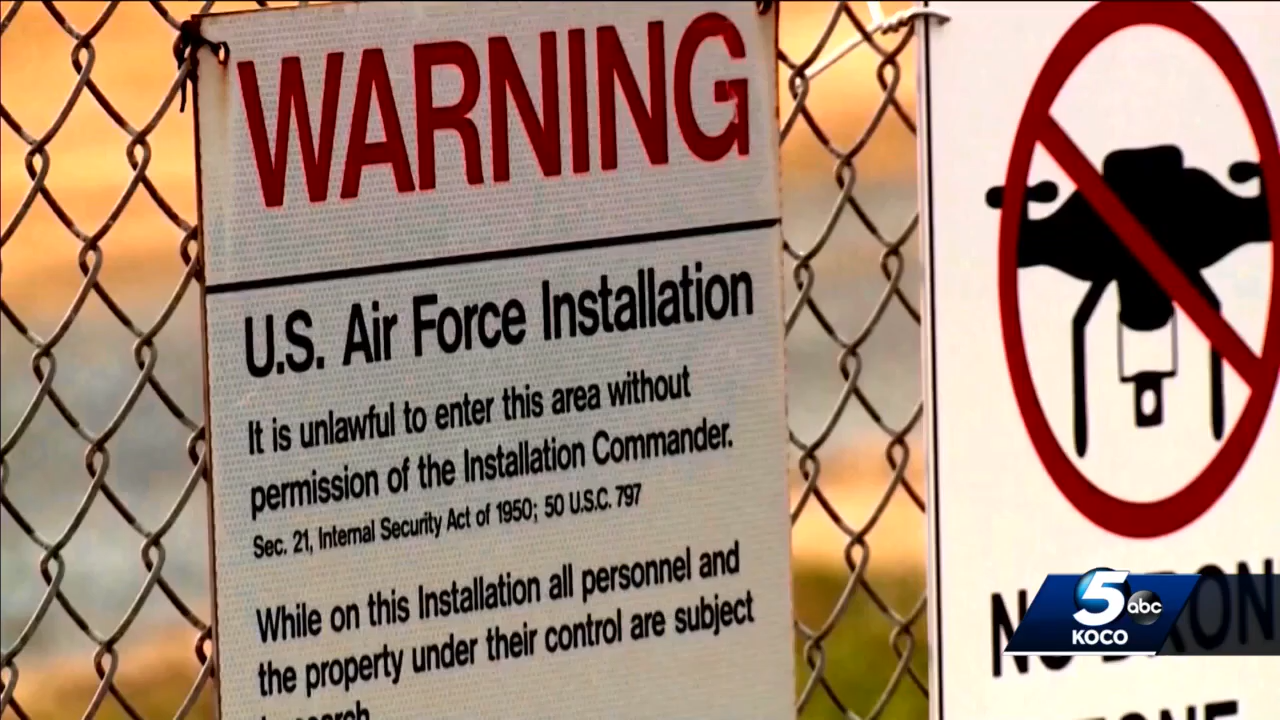 WARNING
U.S. Air Force Installation
It is unlawful to enter this area without
permission of the Installation Commander.
Sec. 21, Internal Security Act of 1950; 50 U.S.C. 797
While on this Installation all personnel and
the property under their control are subject
5 abc
KOCO